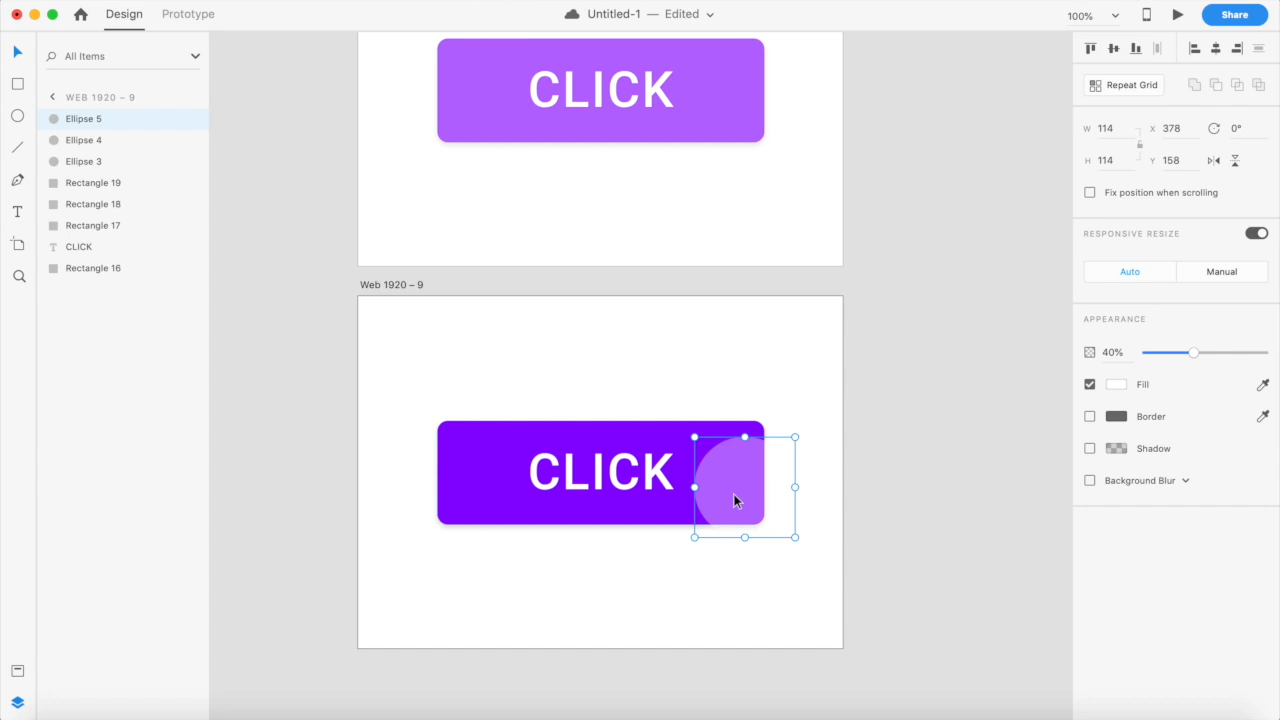 Design Prototype Untitled-1 — Edited 100% Share
All Items
WEB 1920 – 9
Ellipse 5
Ellipse 4
Ellipse 3
Rectangle 19
Rectangle 18
Rectangle 17
T CLICK
Rectangle 16
CLICK
Web 1920 – 9
CLICK
Repeat Grid
W 114 X 378 0°
H 114 Y 158
Fix position when scrolling
RESPONSIVE RESIZE
Auto Manual
APPEARANCE
40%
Fill
Border
Shadow
Background Blur